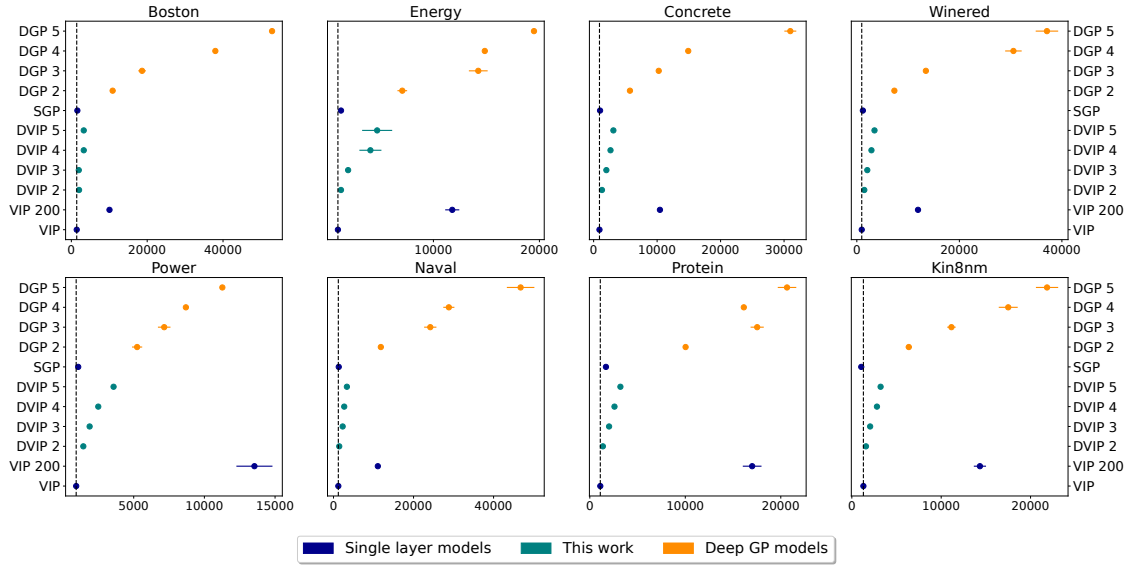 Boston Energy Concrete Winered
DGP 5 DGP 5
DGP 4 DGP 4
DGP 3 DGP 3
DGP 2 DGP 2
SGP SGP
DVIP 5 DVIP 5
DVIP 4 DVIP 4
DVIP 3 DVIP 3
DVIP 2 DVIP 2
VIP 200 VIP 200
VIP VIP
0 20000 40000 10000 20000 0 10000 20000 30000 0 20000 40000
Power Naval Protein Kin8nm
DGP 5 DGP 5
DGP 4 DGP 4
DGP 3 DGP 3
DGP 2 DGP 2
SGP SGP
DVIP 5 DVIP 5
DVIP 4 DVIP 4
DVIP 3 DVIP 3
DVIP 2 DVIP 2
VIP 200 VIP 200
VIP VIP
5000 10000 15000 0 20000 40000 0 10000 20000 0 10000 20000
Single layer models This work Deep GP models